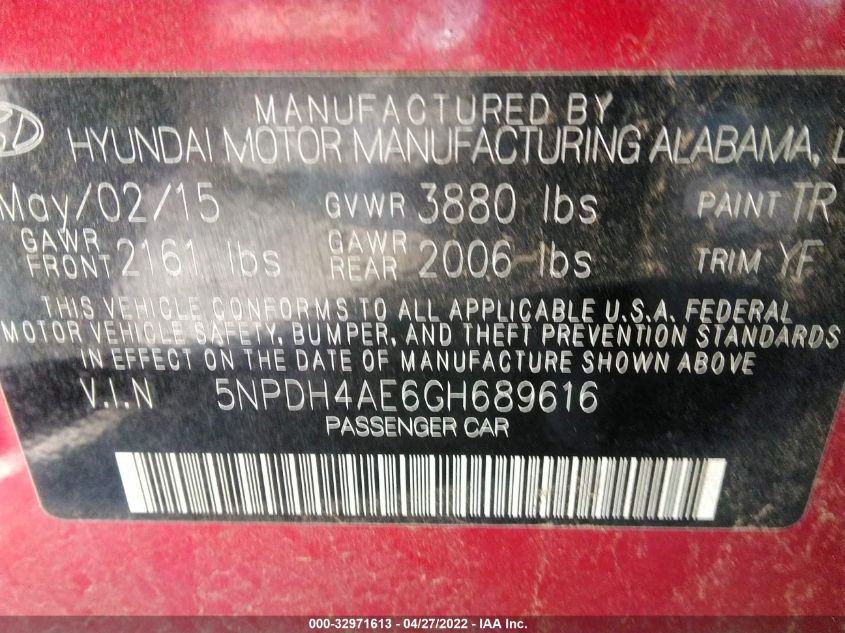 MANUFACTURED BY
HYUNDAI MOTOR MANUFACTURING ALABAMA, L
May/02/15 GVWR 3880 lbs PAINT TR
GAWR FRONT 2161 lbs GAWR REAR 2006 lbs TRIM YF
THIS VEHICLE CONFORMS TO ALL APPLICABLE U.S.A. FEDERAL
MOTOR VEHICLE SAFETY, BUMPER, AND THEFT PREVENTION STANDARDS
IN EFFECT ON THE DATE OF MANUFACTURE SHOWN ABOVE
V.I.N 5NPDH4AE6GH689616
PASSENGER CAR
000-32971613 - 04/27/2022 - IAA Inc.